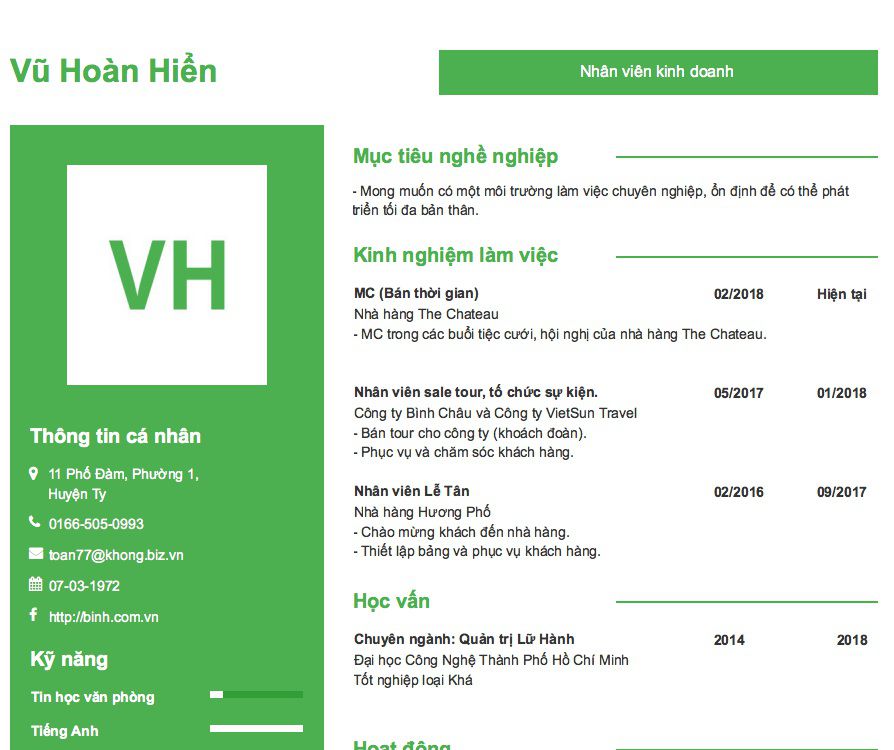 Vũ Hoàn Hiển
Nhân viên kinh doanh
VH
Thông tin cá nhân
11 Phố Đàm, Phường 1,
Huyện Ty
0166-505-0993
toan77@khong.biz.vn
07-03-1972
http://binh.com.vn
Kỹ năng
Tin học văn phòng
Tiếng Anh
Mục tiêu nghề nghiệp
- Mong muốn có một môi trường làm việc chuyên nghiệp, ổn định để có thể phát
triển tối đa bản thân.
Kinh nghiệm làm việc
MC (Bán thời gian) 02/2018 Hiện tại
Nhà hàng The Chateau
- MC trong các buổi tiệc cưới, hội nghị của nhà hàng The Chateau.
Nhân viên sale tour, tố chức sự kiện. 05/2017 01/2018
Công ty Bình Châu và Công ty VietSun Travel
- Bán tour cho công ty (khoách đoàn).
- Phục vụ và chăm sóc khách hàng.
Nhân viên Lễ Tân 02/2016 09/2017
Nhà hàng Hương Phố
- Chào mừng khách đến nhà hàng.
- Thiết lập bảng và phục vụ khách hàng.
Học vấn
Chuyên ngành: Quản trị Lữ Hành 2014 2018
Đại học Công Nghệ Thành Phố Hồ Chí Minh
Tốt nghiệp loại Khá
Hoạt động